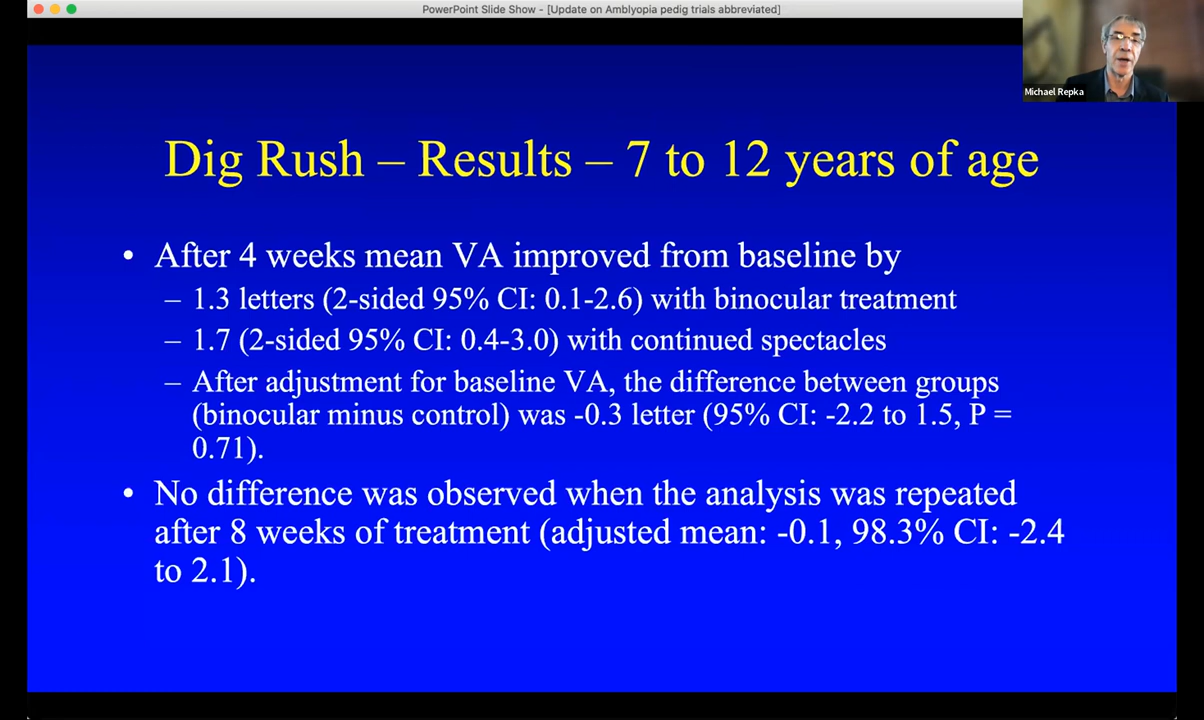 PowerPoint Slide Show - [Update on Amblyopia pedig trials abbreviated]
Michael Repka
Dig Rush – Results – 7 to 12 years of age
• After 4 weeks mean VA improved from baseline by
– 1.3 letters (2-sided 95% CI: 0.1-2.6) with binocular treatment
– 1.7 (2-sided 95% CI: 0.4-3.0) with continued spectacles
– After adjustment for baseline VA, the difference between groups
(binocular minus control) was -0.3 letter (95% CI: -2.2 to 1.5, P =
0.71).
• No difference was observed when the analysis was repeated
after 8 weeks of treatment (adjusted mean: -0.1, 98.3% CI: -2.4
to 2.1).